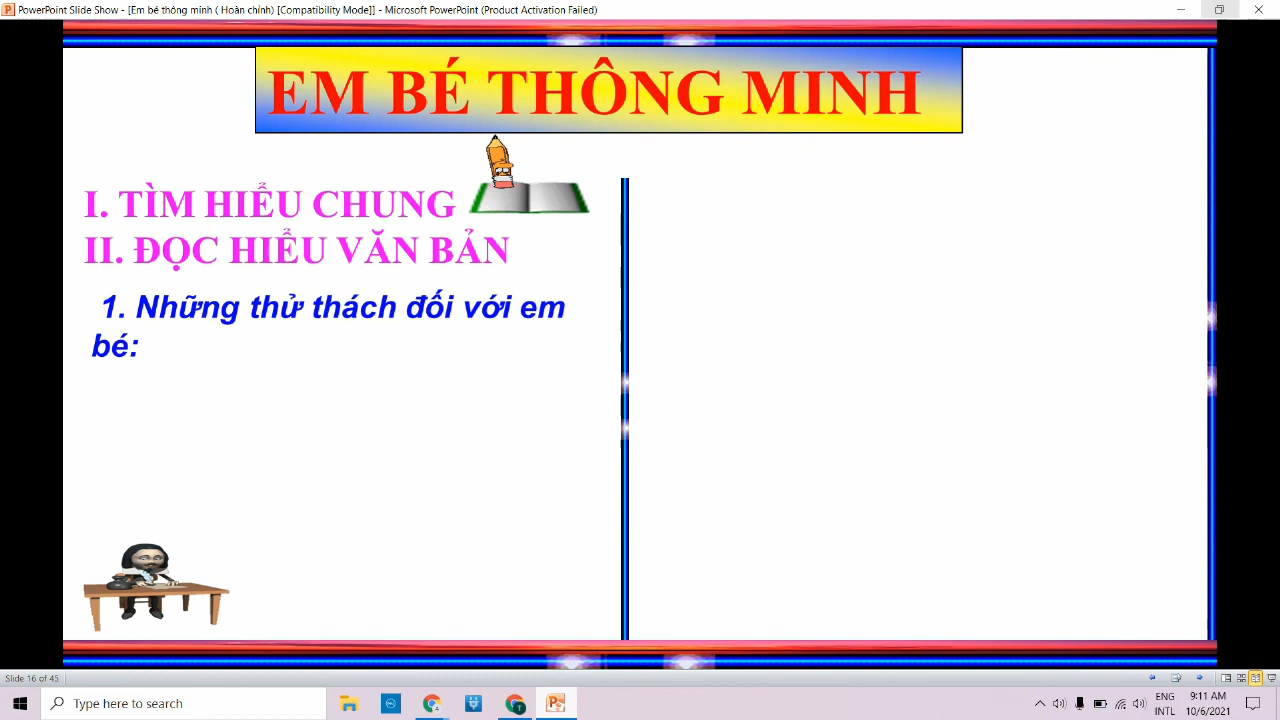 PowerPoint Slide Show - [Em bé thông minh ( Hoàn chỉnh) [Compatibility Mode]] - Microsoft PowerPoint (Product Activation Failed)
EM BÉ THÔNG MINH
I. TÌM HIỂU CHUNG
II. ĐỌC HIỂU VĂN BẢN
1. Những thử thách đối với em
bé:
Slide 16 of 45
Type here to search
ENG
INTL
9:11 AM
10/6/2021